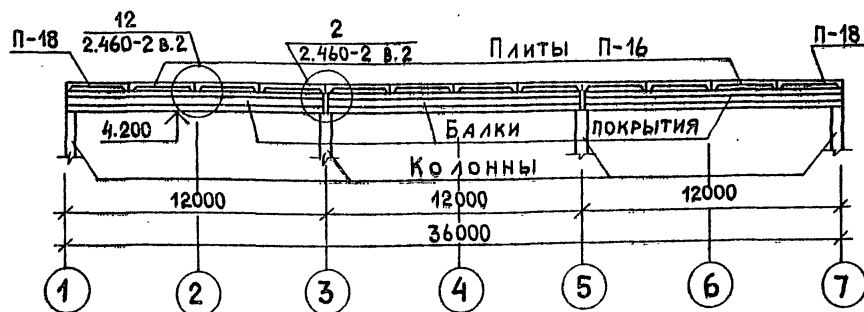 12
2.460-2 В.2
2
2.460-2 В.2
П-18
Плиты П-16
П-18
4.200
Балки покрытия
Колонны
12000 12000 12000
36000
1 2 3 4 5 6 7